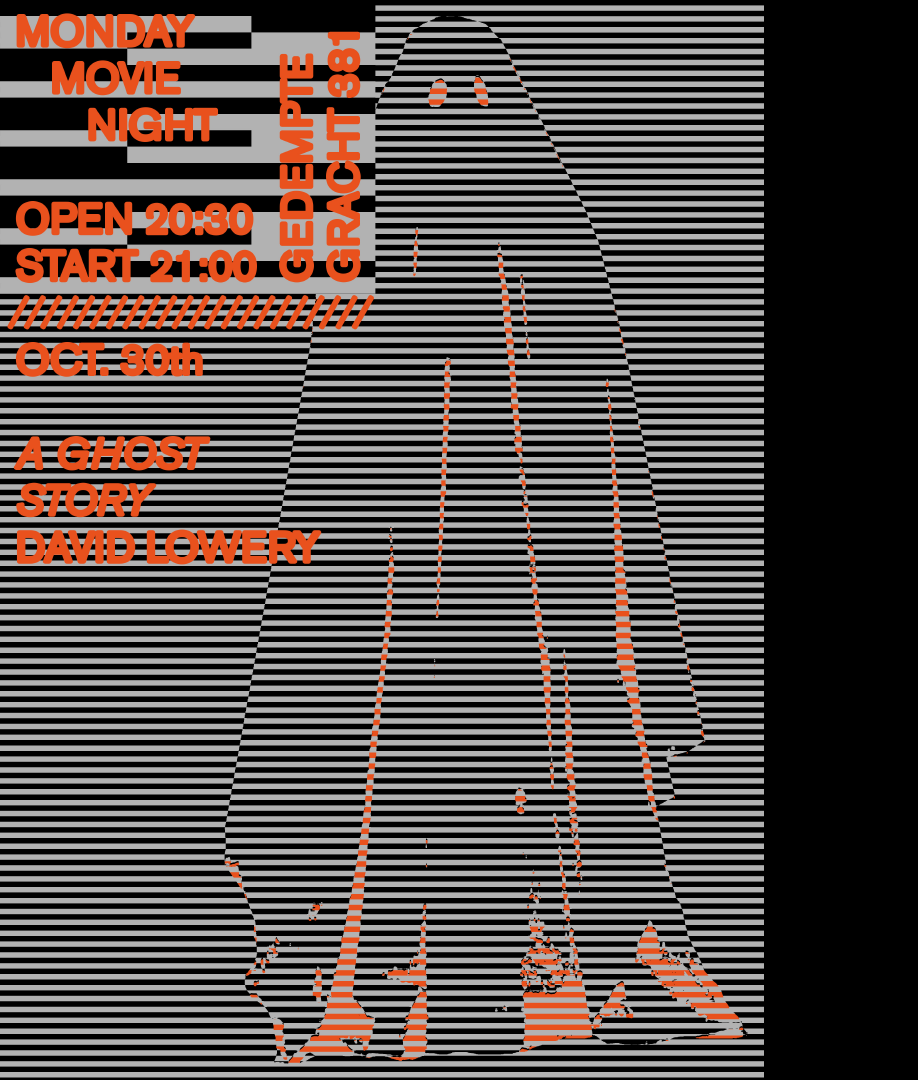 MONDAY
MOVIE
NIGHT
GEDEMPTE
GRACHT 381
OPEN 20:30
START 21:00
//////////////////////
OCT. 30th
A GHOST
STORY
DAVID LOWERY